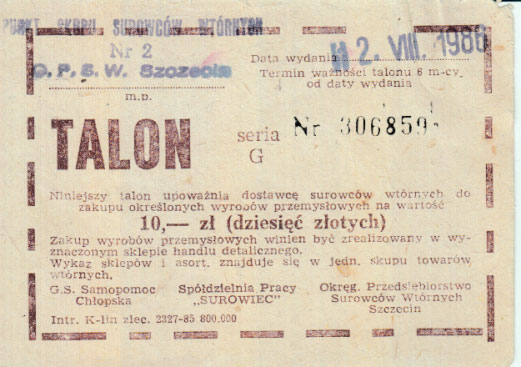 PUNKT SKUPU SUROWCÓW WTÓRNYCH
Nr 2
O.P.S.W. Szczecin
m.p.
Data wydania 12. VIII. 1986
Termin ważności talonu 6 m-cy
od daty wydania
TALON
seria
G
Nr 306859
Niniejszy talon upoważnia dostawcę surowców wtórnych do
zakupu określonych wyrobów przemysłowych na wartość
10,— zł (dziesięć złotych)
Zakup wyrobów przemysłowych winien być zrealizowany w wy-
znaczonym sklepie handlu detalicznego.
Wykaz sklepów i asort. znajduje się w jedn. skupu towarów
wtórnych.
G.S. Samopomoc
Chłopska
Spółdzielnia Pracy
„SUROWIEC"
Okręg. Przedsiębiorstwo
Surowców Wtórnych
Szczecin
Intr. K-lin zlec. 2327-85 800.000